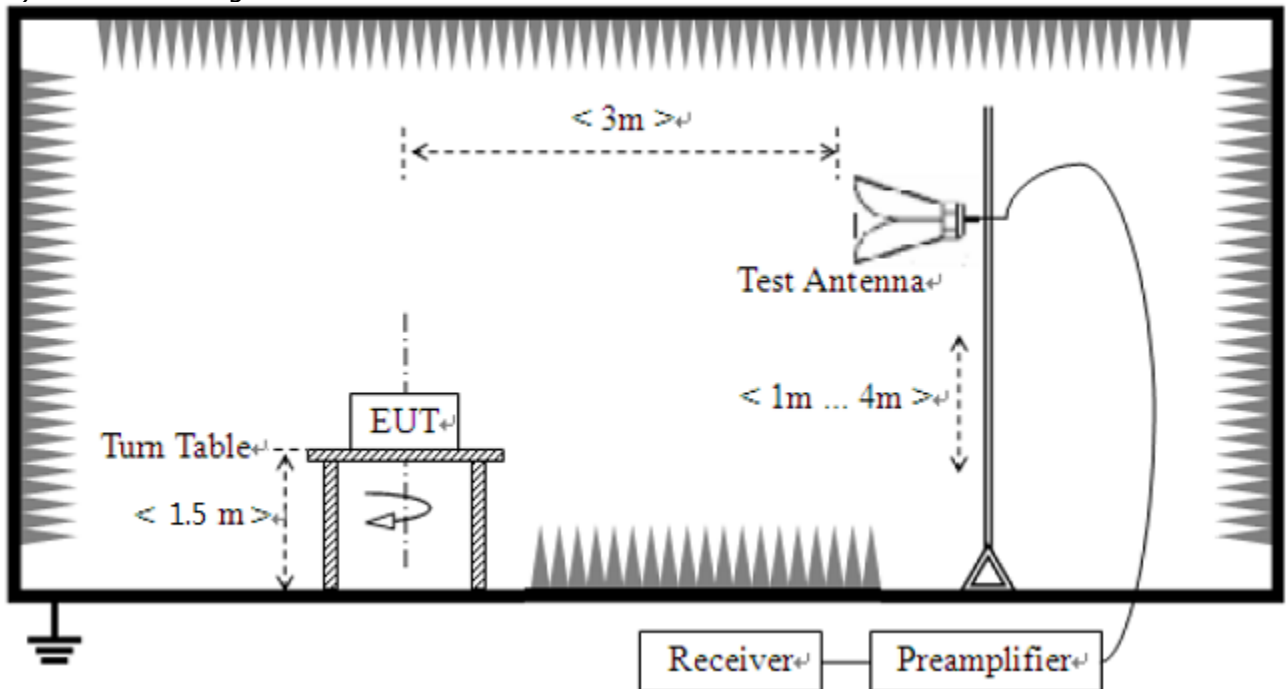 < 3m >↵
Test Antenna↵
< 1m ... 4m >↵
EUT↵
Turn Table↵
< 1.5 m >↵
Receiver↵
Preamplifier↵